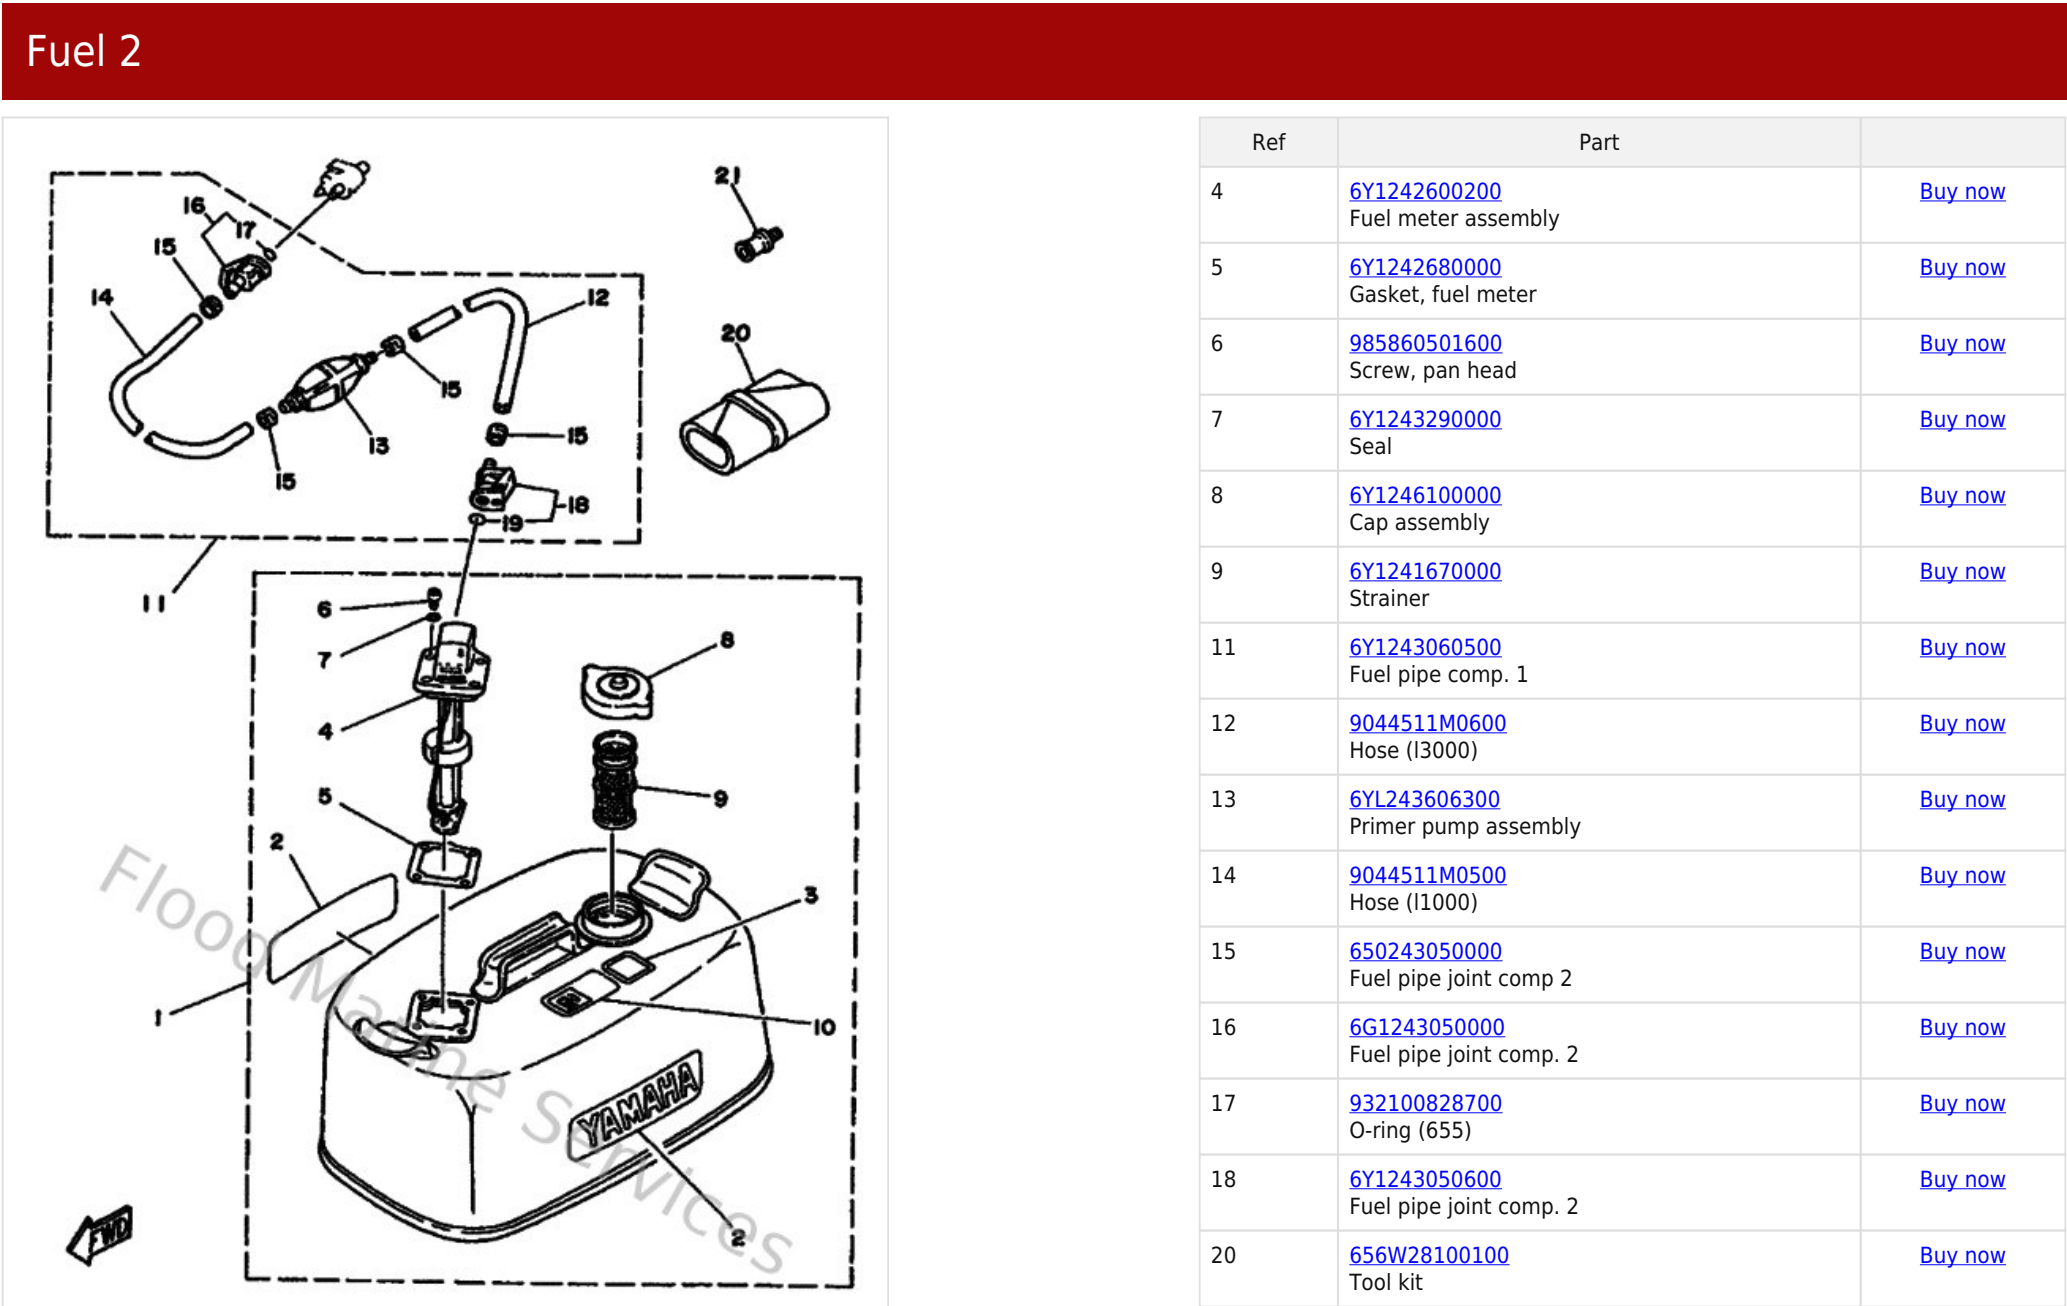 Fuel 2
21
16
17
15
14
12
20
15
13
15
15
18
19
11
6
7
8
4
5
9
2
3
1
10
YAMAHA
2
FWD
Flood Marine Services
Ref Part
4 6Y1242600200 Buy now
Fuel meter assembly
5 6Y1242680000 Buy now
Gasket, fuel meter
6 985860501600 Buy now
Screw, pan head
7 6Y1243290000 Buy now
Seal
8 6Y1246100000 Buy now
Cap assembly
9 6Y1241670000 Buy now
Strainer
11 6Y1243060500 Buy now
Fuel pipe comp. 1
12 9044511M0600 Buy now
Hose (l3000)
13 6YL243606300 Buy now
Primer pump assembly
14 9044511M0500 Buy now
Hose (l1000)
15 650243050000 Buy now
Fuel pipe joint comp 2
16 6G1243050000 Buy now
Fuel pipe joint comp. 2
17 932100828700 Buy now
O-ring (655)
18 6Y1243050600 Buy now
Fuel pipe joint comp. 2
20 656W28100100 Buy now
Tool kit